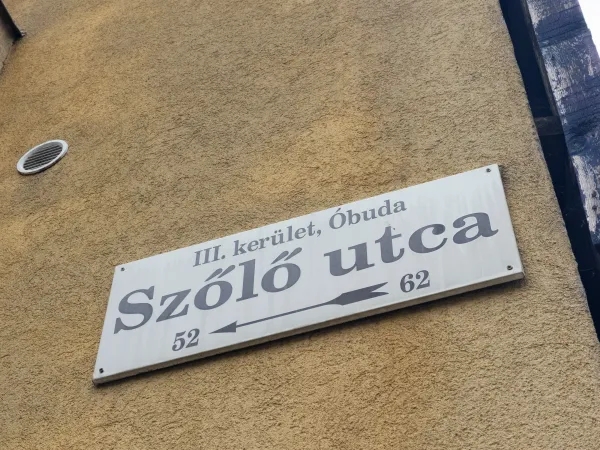 III. kerület, Óbuda
Szőlő utca
52 62